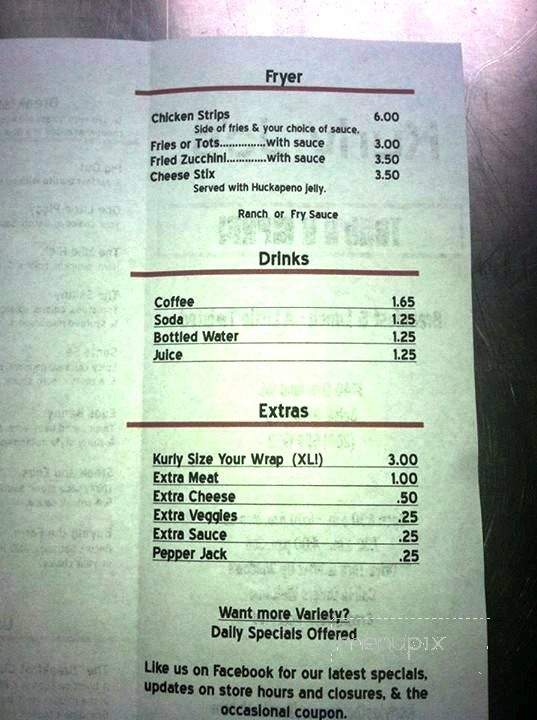 Fryer
Chicken Strips 6.00
Side of fries & your choice of sauce.
Fries or Tots...............with sauce 3.00
Fried Zucchini.............with sauce 3.50
Cheese Stix 3.50
Served with Huckapeno jelly.
Ranch or Fry Sauce
Drinks
Coffee 1.65
Soda 1.25
Bottled Water 1.25
Juice 1.25
Extras
Kurly Size Your Wrap (XL!) 3.00
Extra Meat 1.00
Extra Cheese .50
Extra Veggies .25
Extra Sauce .25
Pepper Jack .25
Want more Variety?
Daily Specials Offered
menupix
Like us on Facebook for our latest specials,
updates on store hours and closures, & the
occasional coupon.